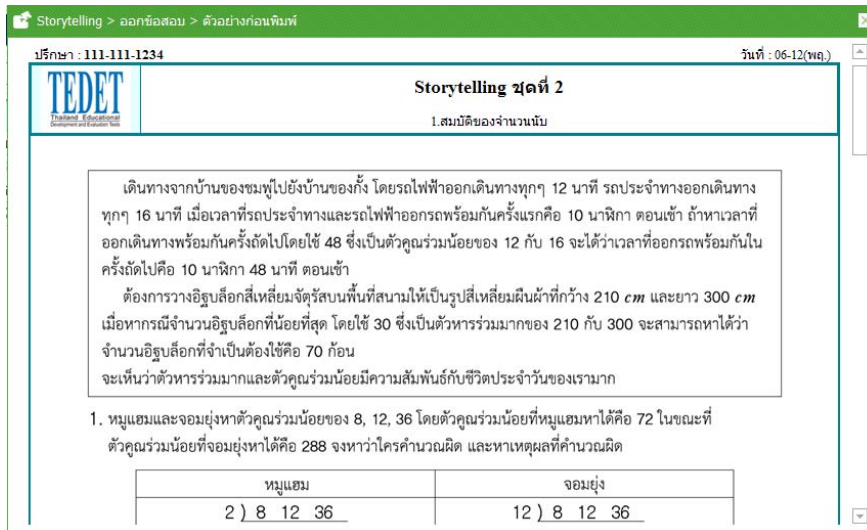 Storytelling > ออกข้อสอบ > ตัวอย่างก่อนพิมพ์
ปรึกษา : 111-111-1234
วันที่ : 06-12(พฤ.)
TEDET
Thailand Educational
Development and Evaluation Tests
Storytelling ชุดที่ 2
1.สมบัติของจำนวนนับ
เดินทางจากบ้านของชมพู่ไปยังบ้านของกั้ง โดยรถไฟฟ้าออกเดินทางทุกๆ 12 นาที รถประจำทางออกเดินทาง
ทุกๆ 16 นาที เมื่อเวลาที่รถประจำทางและรถไฟฟ้าออกรถพร้อมกันครั้งแรกคือ 10 นาฬิกา ตอนเช้า ถ้าหาเวลาที่
ออกเดินทางพร้อมกันครั้งถัดไปโดยใช้ 48 ซึ่งเป็นตัวคูณร่วมน้อยของ 12 กับ 16 จะได้ว่าเวลาที่ออกรถพร้อมกันใน
ครั้งถัดไปคือ 10 นาฬิกา 48 นาที ตอนเช้า
ต้องการวางอิฐบล็อกสี่เหลี่ยมจัตุรัสบนพื้นที่สนามให้เป็นรูปสี่เหลี่ยมผืนผ้าที่กว้าง 210 cm และยาว 300 cm
เมื่อหากรณีจำนวนอิฐบล็อกที่น้อยที่สุด โดยใช้ 30 ซึ่งเป็นตัวหารร่วมมากของ 210 กับ 300 จะสามารถหาได้ว่า
จำนวนอิฐบล็อกที่จำเป็นต้องใช้คือ 70 ก้อน
จะเห็นว่าตัวหารร่วมมากและตัวคูณร่วมน้อยมีความสัมพันธ์กับชีวิตประจำวันของเรามาก
1. หมูแฮมและจอมยุ่งหาตัวคูณร่วมน้อยของ 8, 12, 36 โดยตัวคูณร่วมน้อยที่หมูแฮมหาได้คือ 72 ในขณะที่
ตัวคูณร่วมน้อยที่จอมยุ่งหาได้คือ 288 จงหาว่าใครคำนวณผิด และหาเหตุผลที่คำนวณผิด
หมูแฮม
จอมยุ่ง
2 ) 8 12 36
12 ) 8 12 36